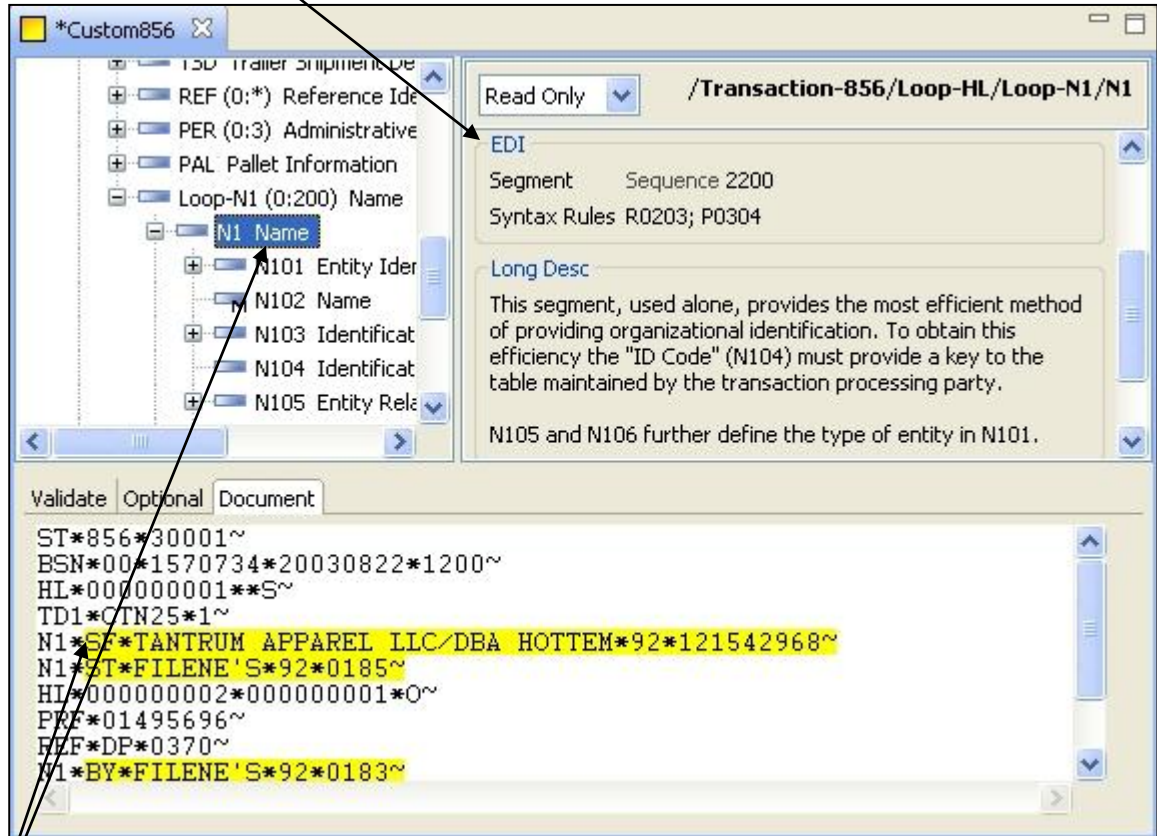 *Custom856
TSD Trailer Shipment De
REF (0:*) Reference Ide
PER (0:3) Administrative
PAL Pallet Information
Loop-N1 (0:200) Name
N1 Name
N101 Entity Iden
M N102 Name
N103 Identificat
N104 Identificat
N105 Entity Rela
Read Only
/Transaction-856/Loop-HL/Loop-N1/N1
EDI
Segment Sequence 2200
Syntax Rules R0203; P0304
Long Desc
This segment, used alone, provides the most efficient method
of providing organizational identification. To obtain this
efficiency the "ID Code" (N104) must provide a key to the
table maintained by the transaction processing party.
N105 and N106 further define the type of entity in N101.
Validate Optional Document
ST*856*30001~
BSN*00*1570734*20030822*1200~
HL*000000001**S~
TD1*CTN25*1~
N1*SF*TANTRUM APPAREL LLC/DBA HOTTEM*92*121542968~
N1*ST*FILENE'S*92*0185~
HL*000000002*000000001*O~
PRF*01495696~
REF*DP*0370~
N1*BY*FILENE'S*92*0183~